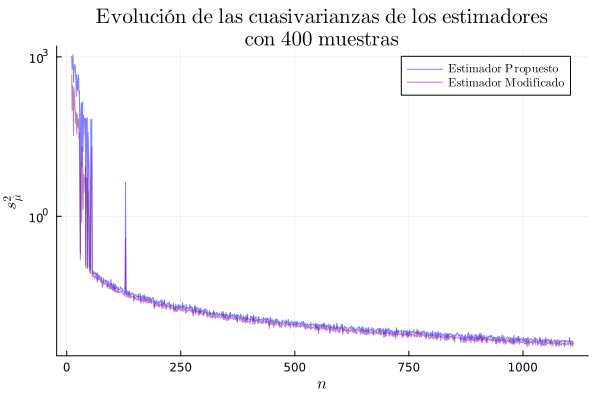 Evolución de las cuasivarianzas de los estimadores
con 400 muestras
10³
Estimador Propuesto
Estimador Modificado
s²_μ̂
10⁰
0 250 500 750 1000
n